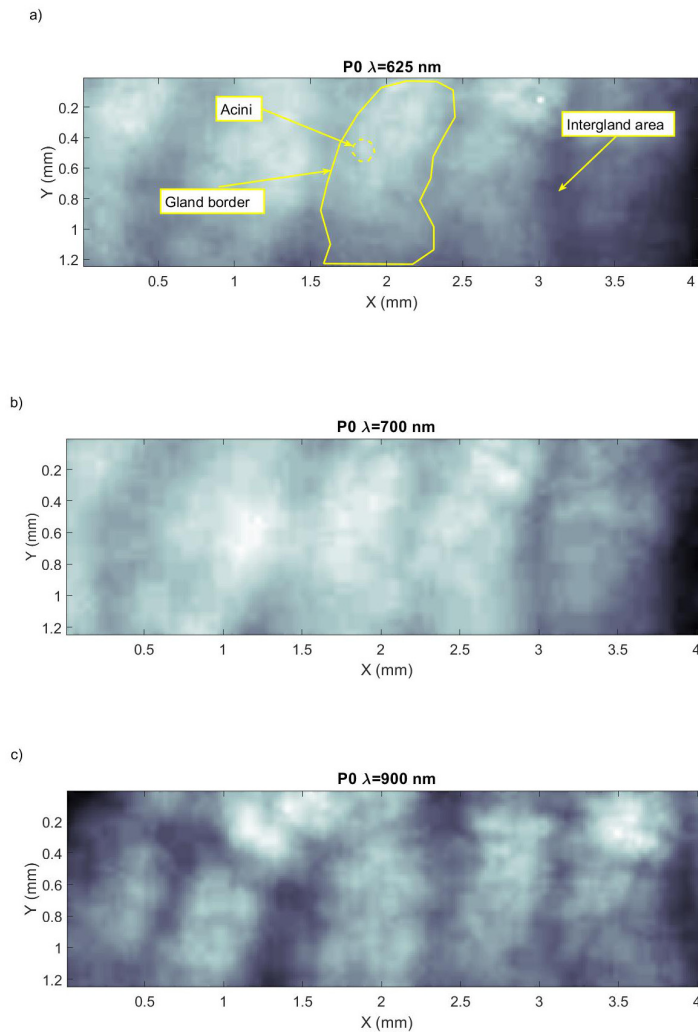 a)
P0 λ=625 nm
0.2
0.4
0.6
0.8
1
1.2
Y (mm)
Acini
Gland border
Intergland area
0.5 1 1.5 2 2.5 3 3.5 4
X (mm)
b)
P0 λ=700 nm
0.2
0.4
0.6
0.8
1
1.2
Y (mm)
0.5 1 1.5 2 2.5 3 3.5 4
X (mm)
c)
P0 λ=900 nm
0.2
0.4
0.6
0.8
1
1.2
Y (mm)
0.5 1 1.5 2 2.5 3 3.5 4
X (mm)